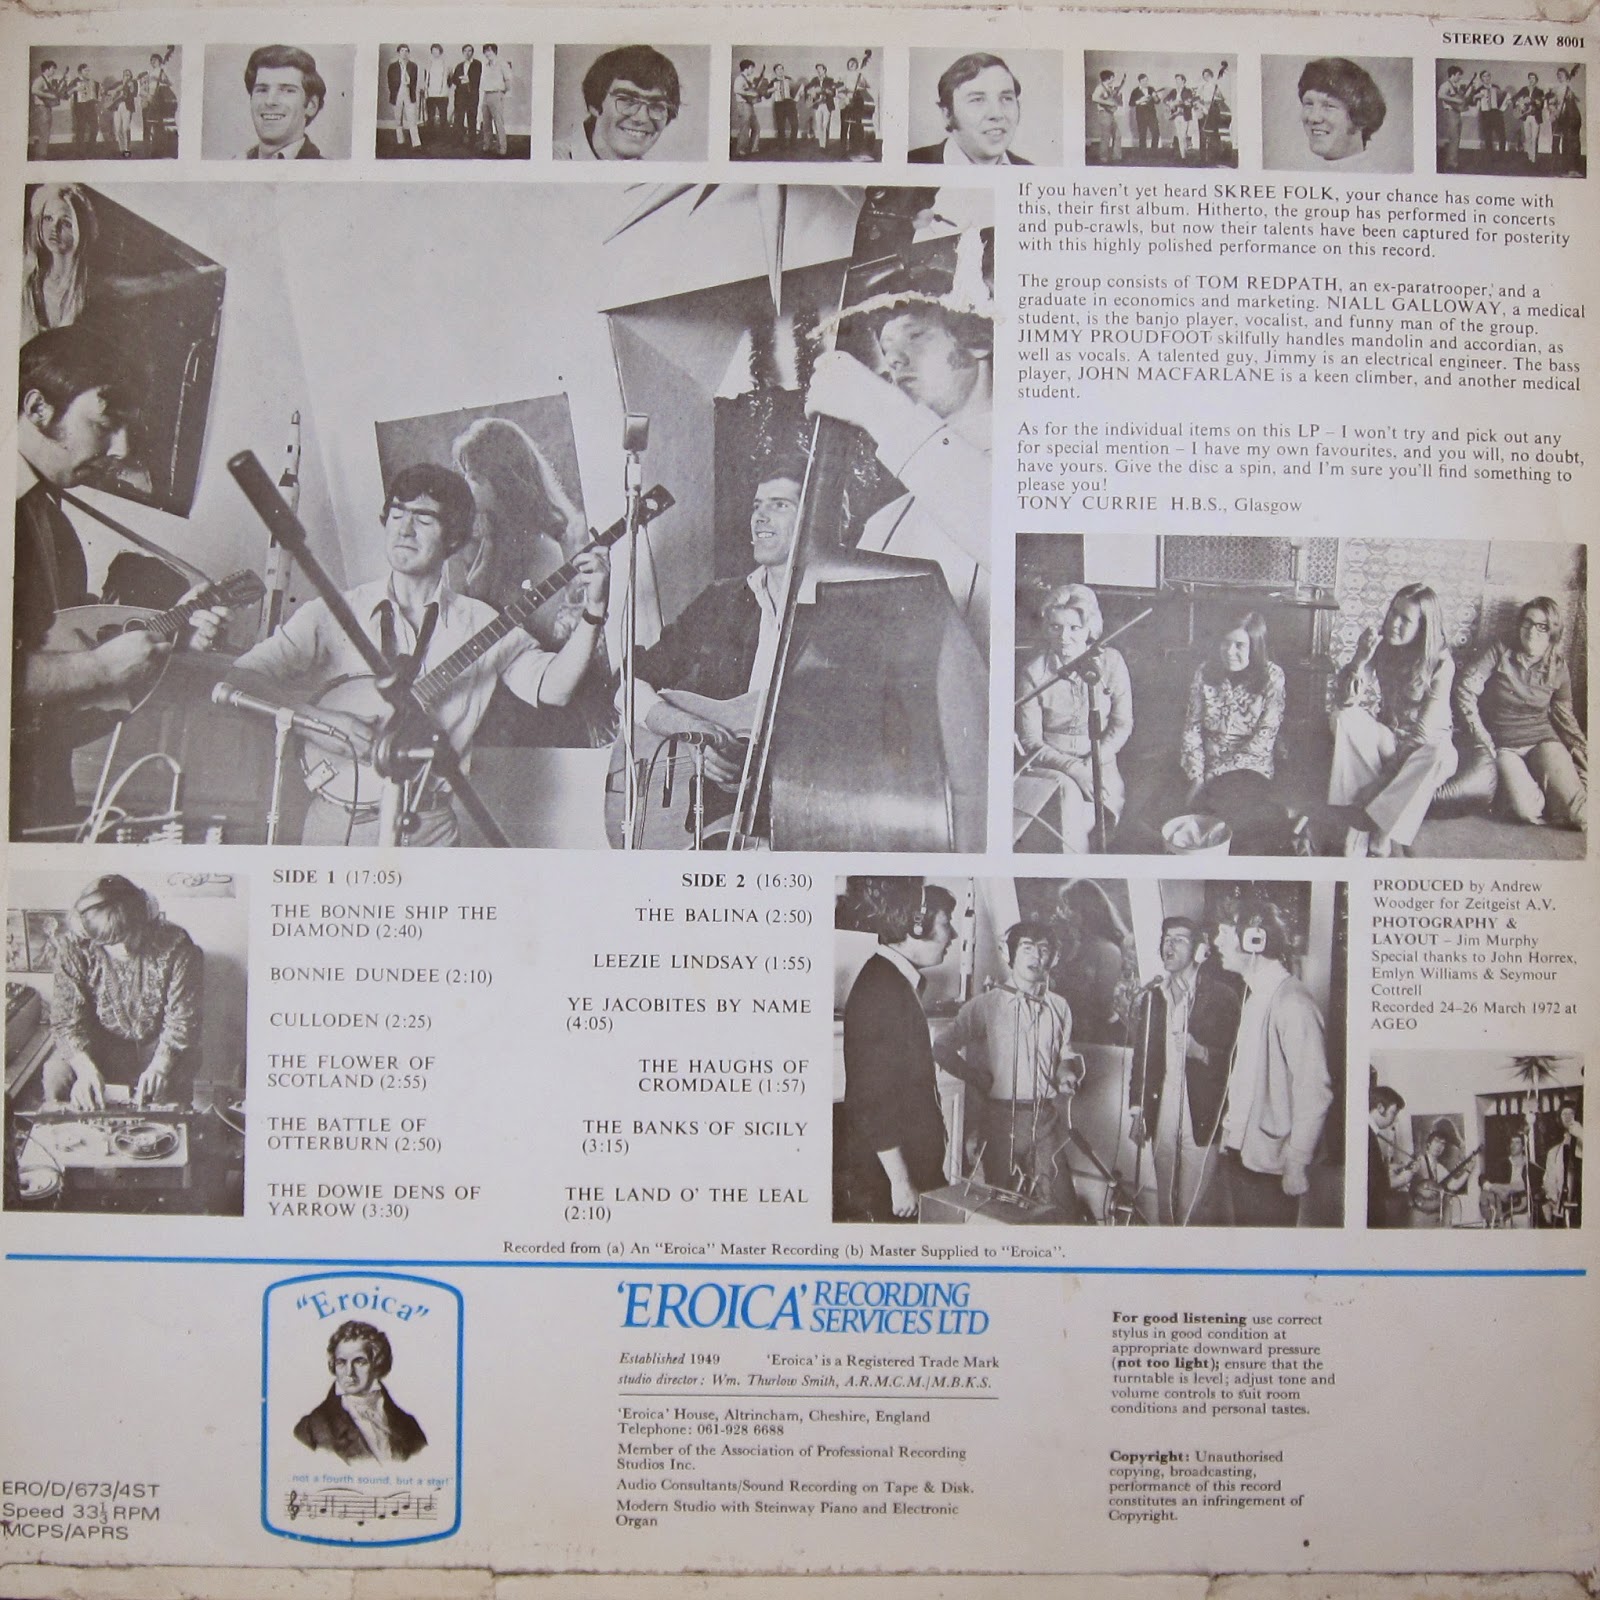 STEREO ZAW 8001
If you haven't yet heard SKREE FOLK, your chance has come with
this, their first album. Hitherto, the group has performed in concerts
and pub-crawls, but now their talents have been captured for posterity
with this highly polished performance on this record.
The group consists of TOM REDPATH, an ex-paratrooper, and a
graduate in economics and marketing. NIALL GALLOWAY, a medical
student, is the banjo player, vocalist, and funny man of the group.
JIMMY PROUDFOOT skilfully handles mandolin and accordian, as
well as vocals. A talented guy, Jimmy is an electrical engineer. The bass
player, JOHN MACFARLANE is a keen climber, and another medical
student.
As for the individual items on this LP – I won't try and pick out any
for special mention – I have my own favourites, and you will, no doubt,
have yours. Give the disc a spin, and I'm sure you'll find something to
please you!
TONY CURRIE H.B.S., Glasgow
SIDE 1 (17:05)
THE BONNIE SHIP THE
DIAMOND (2:40)
BONNIE DUNDEE (2:10)
CULLODEN (2:25)
THE FLOWER OF
SCOTLAND (2:55)
THE BATTLE OF
OTTERBURN (2:50)
THE DOWIE DENS OF
YARROW (3:30)
SIDE 2 (16:30)
THE BALINA (2:50)
LEEZIE LINDSAY (1:55)
YE JACOBITES BY NAME
(4:05)
THE HAUGHS OF
CROMDALE (1:57)
THE BANKS OF SICILY
(3:15)
THE LAND O' THE LEAL
(2:10)
PRODUCED by Andrew
Woodger for Zeitgeist A.V.
PHOTOGRAPHY &
LAYOUT – Jim Murphy
Special thanks to John Horrex,
Emlyn Williams & Seymour
Cottrell
Recorded 24–26 March 1972 at
AGEO
Recorded from (a) An "Eroica" Master Recording (b) Master Supplied to "Eroica".
"Eroica"
not a fourth sound, but a star
ERO/D/673/4ST
Speed 33⅓ RPM
MCPS/APRS
'EROICA' RECORDING
SERVICES LTD
Established 1949 'Eroica' is a Registered Trade Mark
studio director: Wm. Thurlow Smith, A.R.M.C.M./M.B.K.S.
'Eroica' House, Altrincham, Cheshire, England
Telephone: 061-928 6688
Member of the Association of Professional Recording
Studios Inc.
Audio Consultants/Sound Recording on Tape & Disk.
Modern Studio with Steinway Piano and Electronic
Organ
For good listening use correct
stylus in good condition at
appropriate downward pressure
(not too light); ensure that the
turntable is level; adjust tone and
volume controls to suit room
conditions and personal tastes.
Copyright: Unauthorised
copying, broadcasting,
performance of this record
constitutes an infringement of
Copyright.